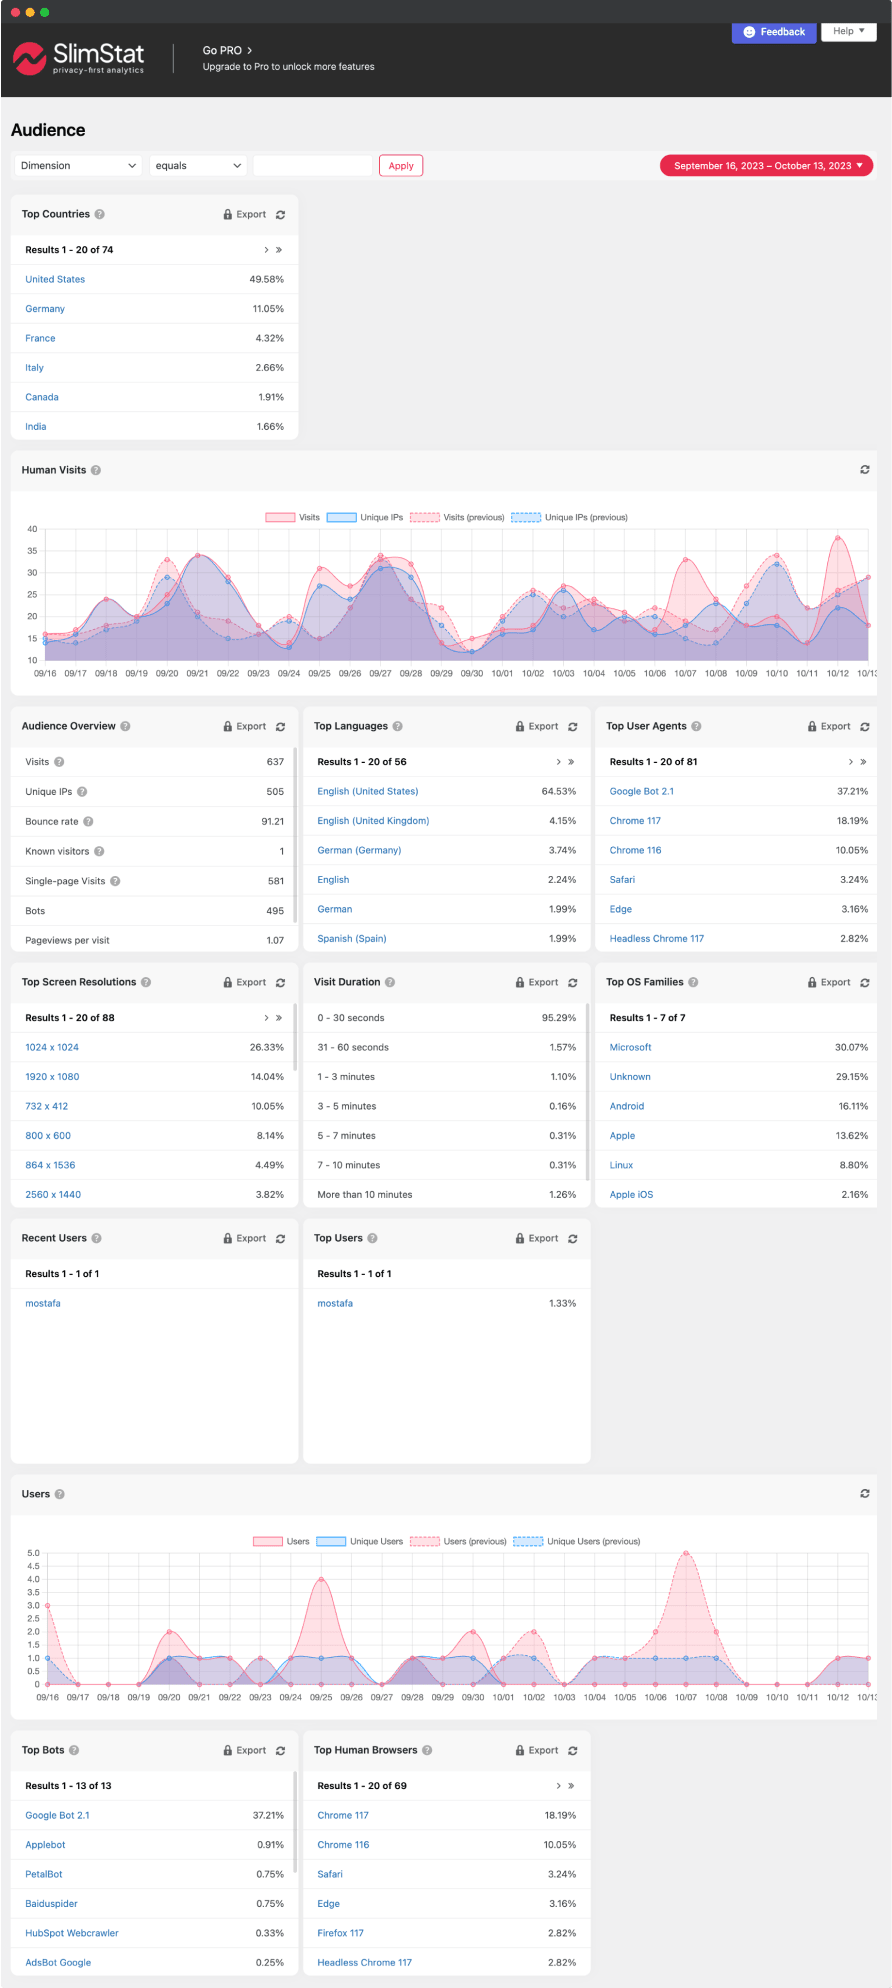 Feedback
Help ▼
SlimStat
privacy-first analytics
Go PRO >
Upgrade to Pro to unlock more features
Audience
Dimension
equals
Apply
September 16, 2023 – October 13, 2023 ▼
Top Countries ? Export
Results 1 - 20 of 74 > »
United States 49.58%
Germany 11.05%
France 4.32%
Italy 2.66%
Canada 1.91%
India 1.66%
Human Visits ?
Visits Unique IPs Visits (previous) Unique IPs (previous)
40
35
30
25
20
15
10
09/16 09/17 09/18 09/19 09/20 09/21 09/22 09/23 09/24 09/25 09/26 09/27 09/28 09/29 09/30 10/01 10/02 10/03 10/04 10/05 10/06 10/07 10/08 10/09 10/10 10/11 10/12 10/13
Audience Overview ? Export
Visits ? 637
Unique IPs ? 505
Bounce rate ? 91.21
Known visitors ? 1
Single-page Visits ? 581
Bots 495
Pageviews per visit 1.07
Top Languages ? Export
Results 1 - 20 of 56 > »
English (United States) 64.53%
English (United Kingdom) 4.15%
German (Germany) 3.74%
English 2.24%
German 1.99%
Spanish (Spain) 1.99%
Top User Agents ? Export
Results 1 - 20 of 81 > »
Google Bot 2.1 37.21%
Chrome 117 18.19%
Chrome 116 10.05%
Safari 3.24%
Edge 3.16%
Headless Chrome 117 2.82%
Top Screen Resolutions ? Export
Results 1 - 20 of 88 > »
1024 x 1024 26.33%
1920 x 1080 14.04%
732 x 412 10.05%
800 x 600 8.14%
864 x 1536 4.49%
2560 x 1440 3.82%
Visit Duration ? Export
0 - 30 seconds 95.29%
31 - 60 seconds 1.57%
1 - 3 minutes 1.10%
3 - 5 minutes 0.16%
5 - 7 minutes 0.31%
7 - 10 minutes 0.31%
More than 10 minutes 1.26%
Top OS Families ? Export
Results 1 - 7 of 7
Microsoft 30.07%
Unknown 29.15%
Android 16.11%
Apple 13.62%
Linux 8.80%
Apple iOS 2.16%
Recent Users ? Export
Results 1 - 1 of 1
mostafa
Top Users ? Export
Results 1 - 1 of 1
mostafa 1.33%
Users ?
Users Unique Users Users (previous) Unique Users (previous)
5.0
4.5
4.0
3.5
3.0
2.5
2.0
1.5
1.0
0.5
0
09/16 09/17 09/18 09/19 09/20 09/21 09/22 09/23 09/24 09/25 09/26 09/27 09/28 09/29 09/30 10/01 10/02 10/03 10/04 10/05 10/06 10/07 10/08 10/09 10/10 10/11 10/12 10/13
Top Bots ? Export
Results 1 - 13 of 13
Google Bot 2.1 37.21%
Applebot 0.91%
PetalBot 0.75%
Baiduspider 0.75%
HubSpot Webcrawler 0.33%
AdsBot Google 0.25%
Top Human Browsers ? Export
Results 1 - 20 of 69 > »
Chrome 117 18.19%
Chrome 116 10.05%
Safari 3.24%
Edge 3.16%
Firefox 117 2.82%
Headless Chrome 117 2.82%